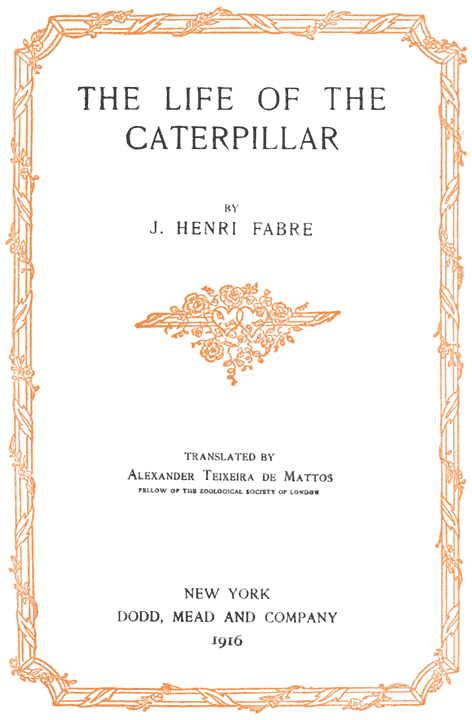 THE LIFE OF THE
CATERPILLAR
BY
J. HENRI FABRE
TRANSLATED BY
ALEXANDER TEIXEIRA DE MATTOS
FELLOW OF THE ZOOLOGICAL SOCIETY OF LONDON
NEW YORK
DODD, MEAD AND COMPANY
1916